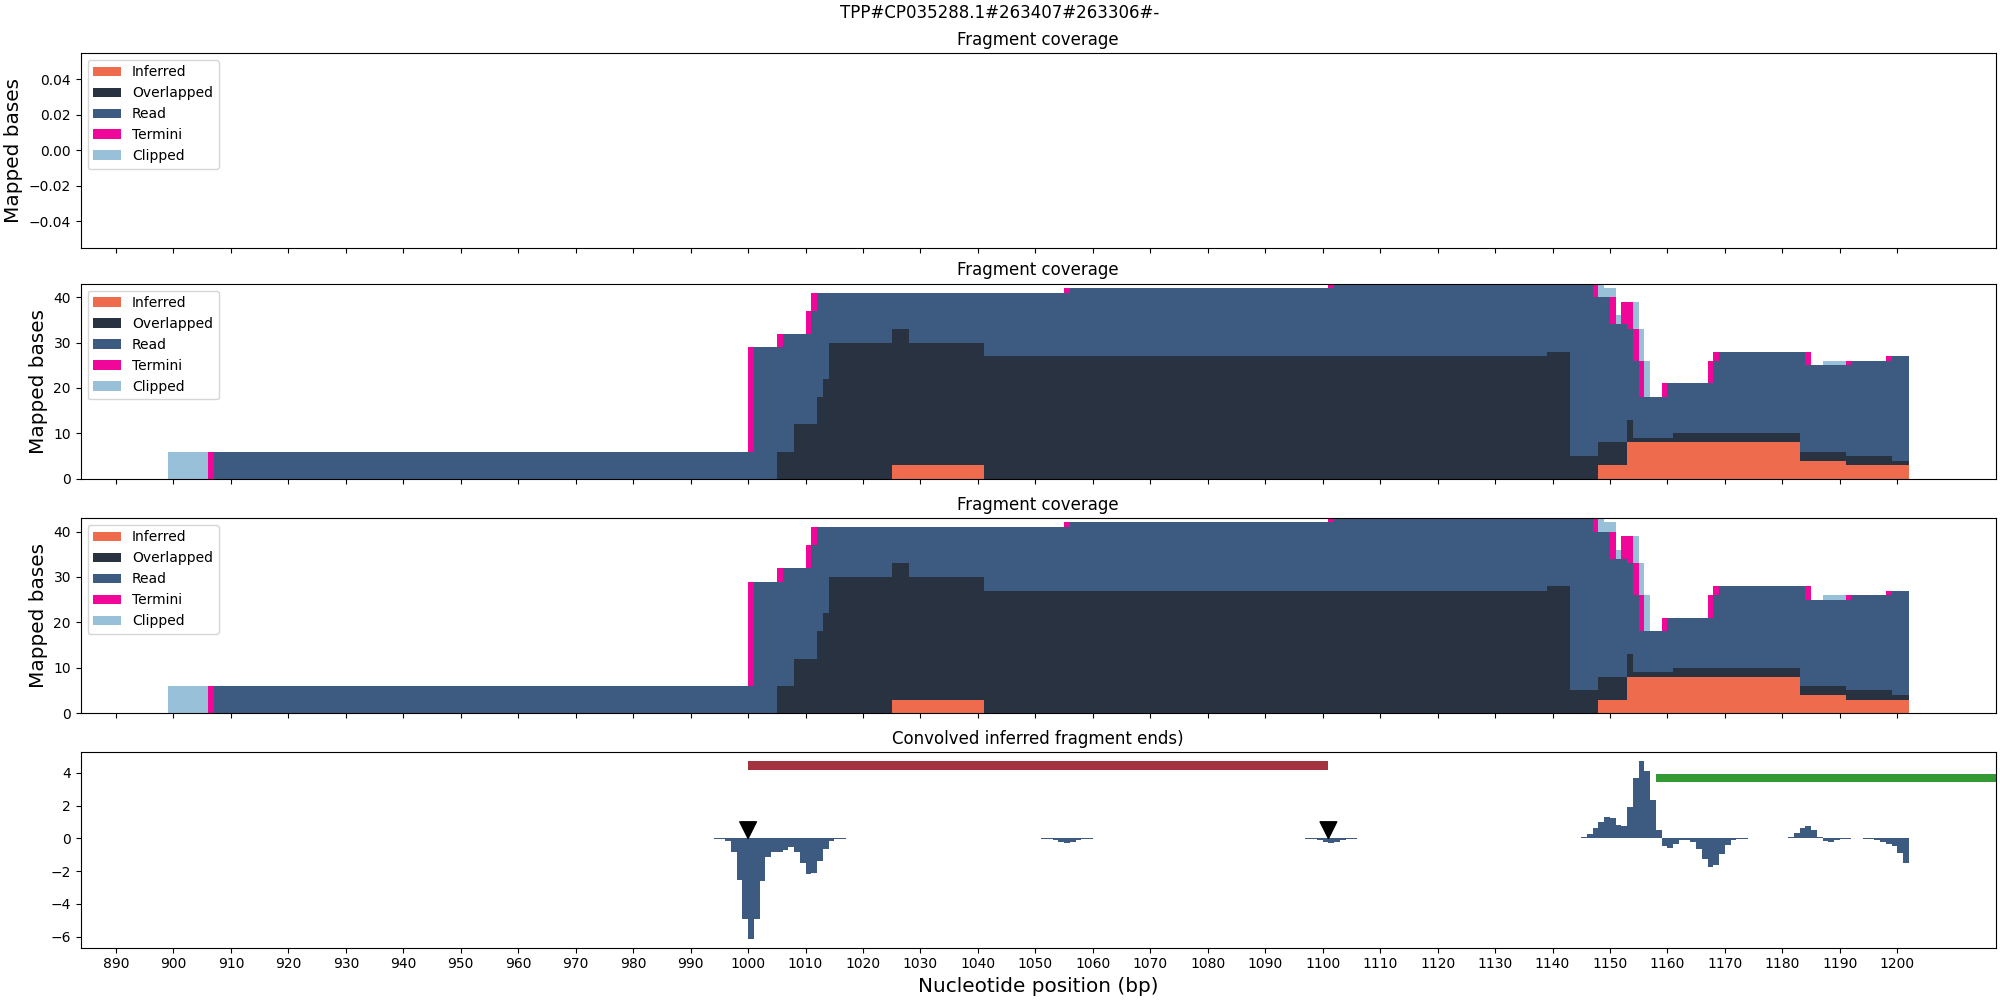 TPP#CP035288.1#263407#263306#-
Fragment coverage
Mapped bases
0.04
0.02
0.00
−0.02
−0.04
Inferred
Overlapped
Read
Termini
Clipped
Fragment coverage
Mapped bases
40
30
20
10
0
Inferred
Overlapped
Read
Termini
Clipped
Fragment coverage
Mapped bases
40
30
20
10
0
Inferred
Overlapped
Read
Termini
Clipped
Convolved inferred fragment ends)
4
2
0
−2
−4
−6
890 900 910 920 930 940 950 960 970 980 990 1000 1010 1020 1030 1040 1050 1060 1070 1080 1090 1100 1110 1120 1130 1140 1150 1160 1170 1180 1190 1200
Nucleotide position (bp)